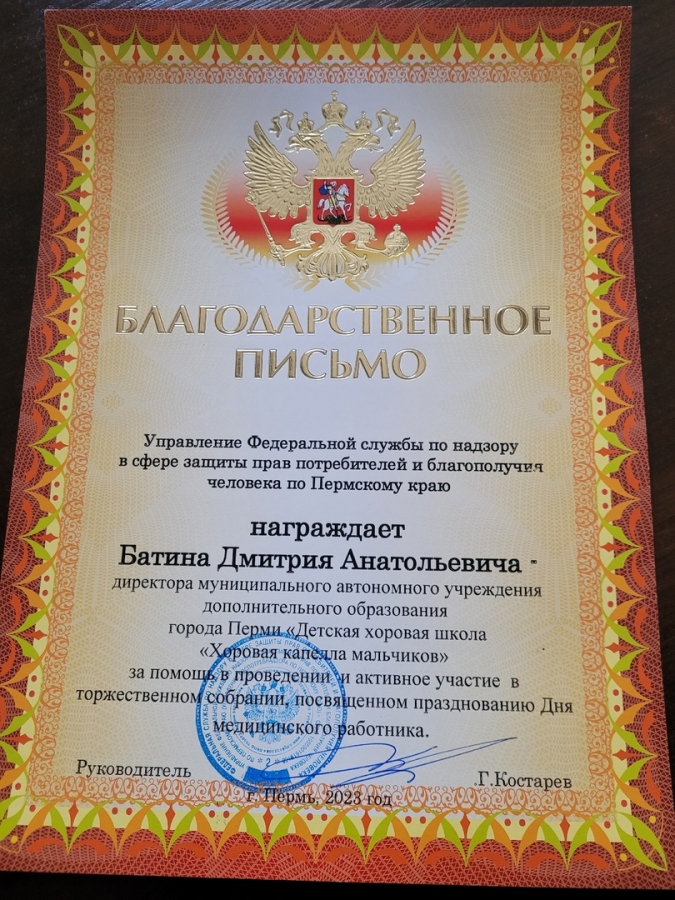 БЛАГОДАРСТВЕННОЕ
ПИСЬМО
Управление Федеральной службы по надзору
в сфере защиты прав потребителей и благополучия
человека по Пермскому краю
награждает
Батина Дмитрия Анатольевича -
директора муниципального автономного учреждения
дополнительного образования
города Перми «Детская хоровая школа
«Хоровая капелла мальчиков»
за помощь в проведении и активное участие в
торжественном собрании, посвященном празднованию Дня
медицинского работника.
Руководитель .Г.Костарев
г. Пермь, 2023 год